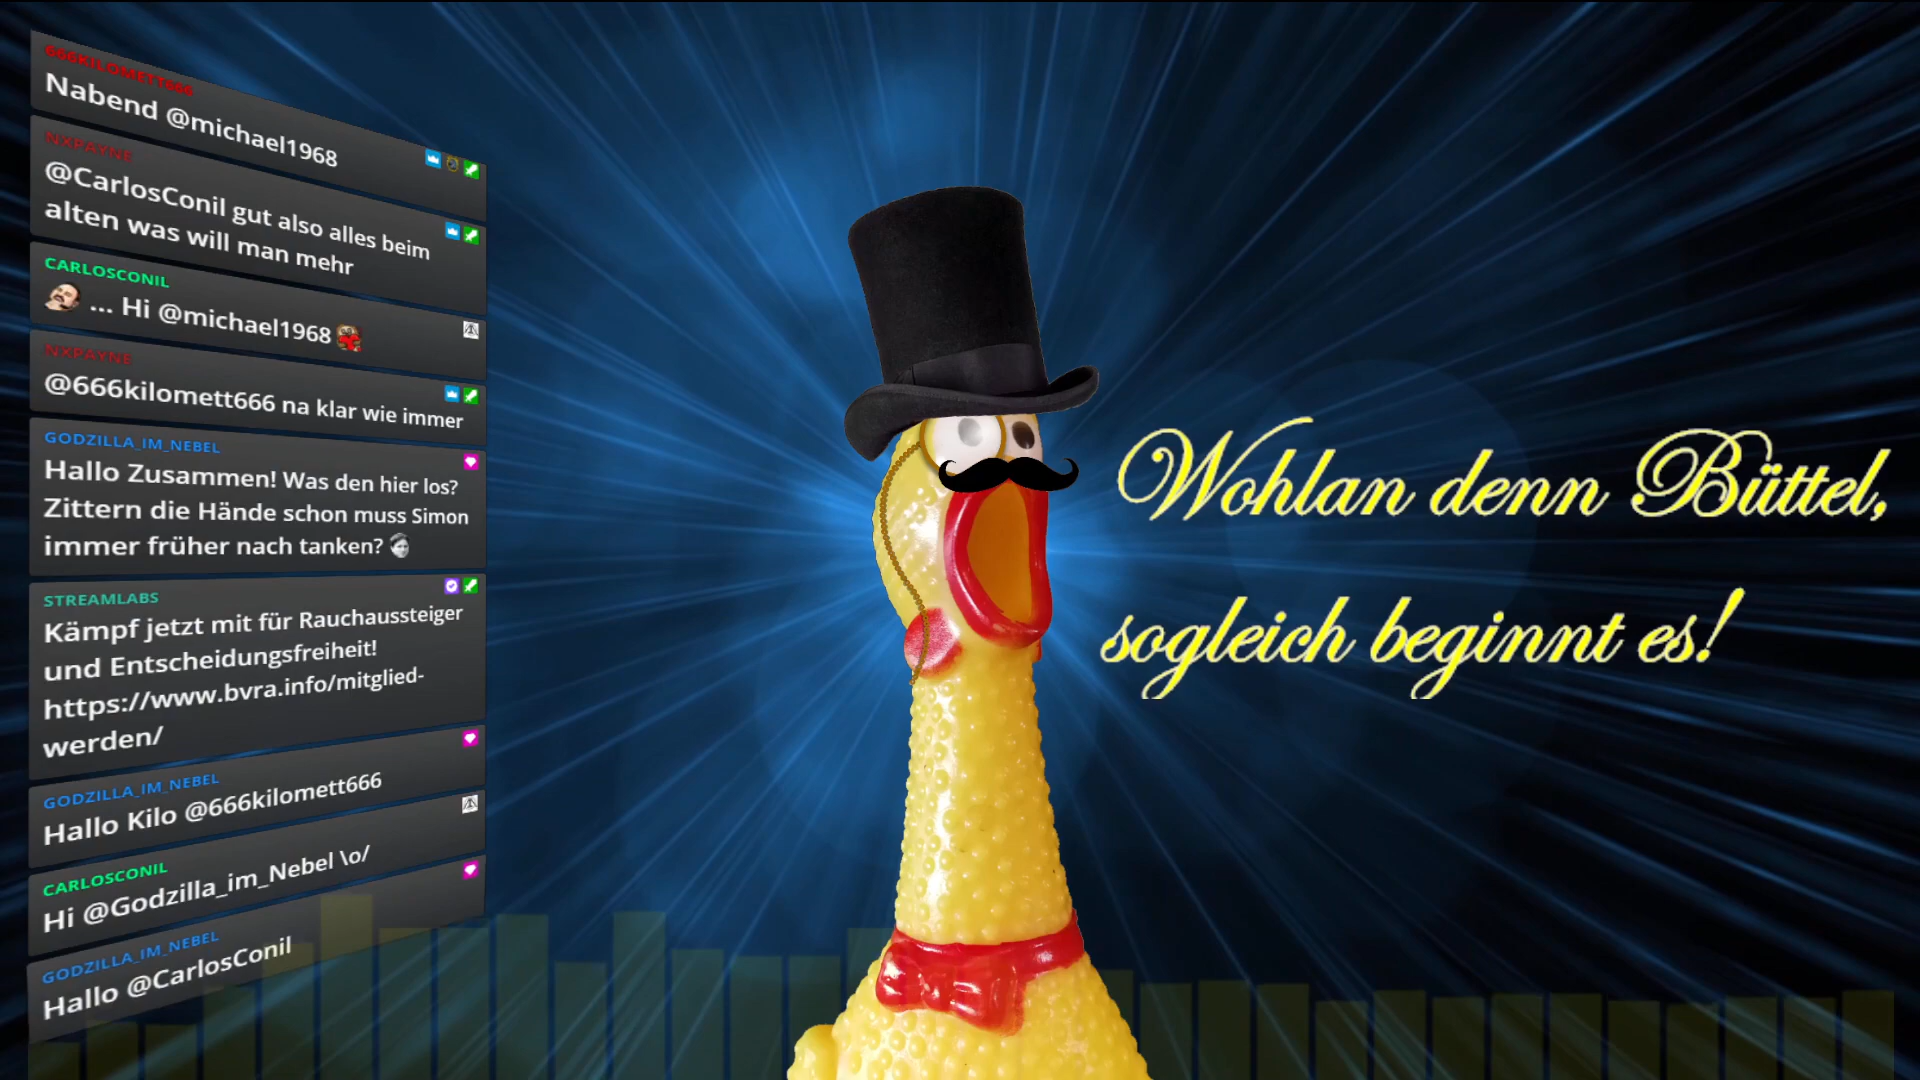 666KILOMETT666
Nabend @michael1968
NXPAYNE
@CarlosConil gut also alles beim
alten was will man mehr
CARLOSCONIL
... Hi @michael1968
NXPAYNE
@666kilomett666 na klar wie immer
GODZILLA_IM_NEBEL
Hallo Zusammen! Was den hier los?
Zittern die Hände schon muss Simon
immer früher nach tanken?
STREAMLABS
Kämpf jetzt mit für Rauchaussteiger
und Entscheidungsfreiheit!
https://www.bvra.info/mitglied-
werden/
GODZILLA_IM_NEBEL
Hallo Kilo @666kilomett666
CARLOSCONIL
Hi @Godzilla_im_Nebel \o/
GODZILLA_IM_NEBEL
Hallo @CarlosConil
Wohlan denn Büttel,
sogleich beginnt es!